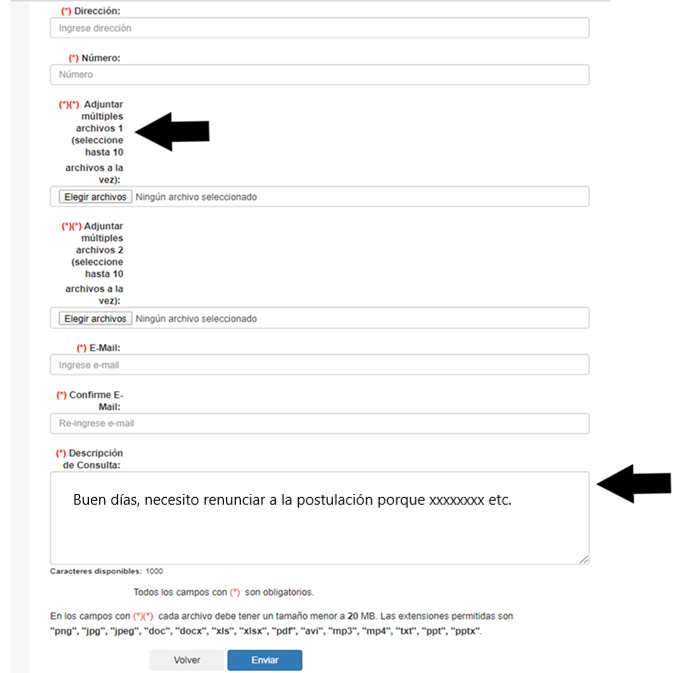 (*) Dirección:
Ingrese dirección
(*) Número:
Número
(*)(*) Adjuntar
múltiples
archivos 1
(seleccione
hasta 10
archivos a la
vez):
Elegir archivos Ningún archivo seleccionado
(*)(*) Adjuntar
múltiples
archivos 2
(seleccione
hasta 10
archivos a la
vez):
Elegir archivos Ningún archivo seleccionado
(*) E-Mail:
Ingrese e-mail
(*) Confirme E-
Mail:
Re-ingrese e-mail
(*) Descripción
de Consulta:
Buen días, necesito renunciar a la postulación porque xxxxxxxx etc.
Caracteres disponibles: 1000
Todos los campos con (*) son obligatorios.
En los campos con (*)(*) cada archivo debe tener un tamaño menor a 20 MB. Las extensiones permitidas son
"png", "jpg", "jpeg", "doc", "docx", "xls", "xlsx", "pdf", "avi", "mp3", "mp4", "txt", "ppt", "pptx".
Volver Enviar